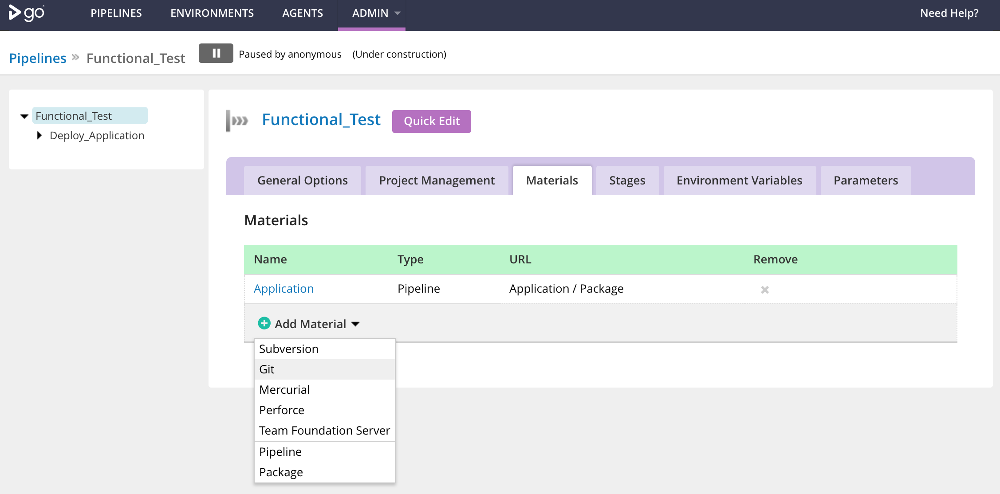 go PIPELINES ENVIRONMENTS AGENTS ADMIN Need Help?
Pipelines » Functional_Test Paused by anonymous (Under construction)
Functional_Test
Deploy_Application
Functional_Test Quick Edit
General Options Project Management Materials Stages Environment Variables Parameters
Materials
Name Type URL Remove
Application Pipeline Application / Package
Add Material
Subversion
Git
Mercurial
Perforce
Team Foundation Server
Pipeline
Package